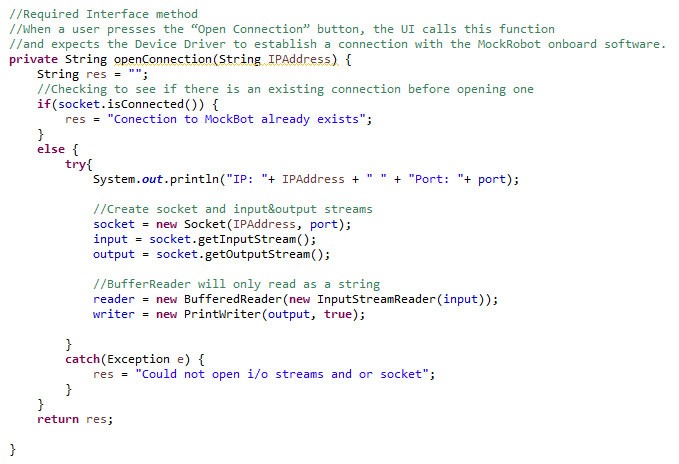 //Required Interface method
//When a user presses the “Open Connection” button, the UI calls this function
//and expects the Device Driver to establish a connection with the MockRobot onboard software.
private String openConnection(String IPAddress) {
String res = "";
//Checking to see if there is an existing connection before opening one
if(socket.isConnected()) {
res = "Conection to MockBot already exists";
}
else {
try{
System.out.println("IP: "+ IPAddress + " " + "Port: "+ port);
//Create socket and input&output streams
socket = new Socket(IPAddress, port);
input = socket.getInputStream();
output = socket.getOutputStream();
//BufferReader will only read as a string
reader = new BufferedReader(new InputStreamReader(input));
writer = new PrintWriter(output, true);
}
catch(Exception e) {
res = "Could not open i/o streams and or socket";
}
}
return res;
}